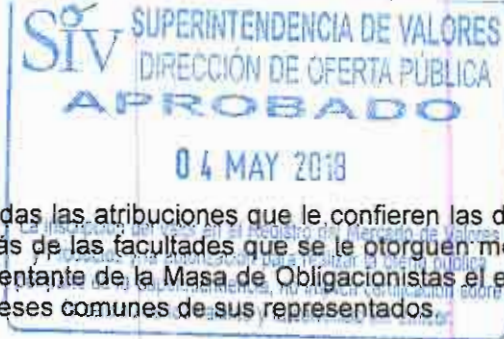 SIV SUPERINTENDENCIA DE VALORES
DIRECCIÓN DE OFERTA PÚBLICA
APROBADO
04 MAY 2018
das las atribuciones que le confieren las d
ás de las facultades que se le otorguen m
entante de la Masa de Obligacionistas el e
eses comunes de sus representados.